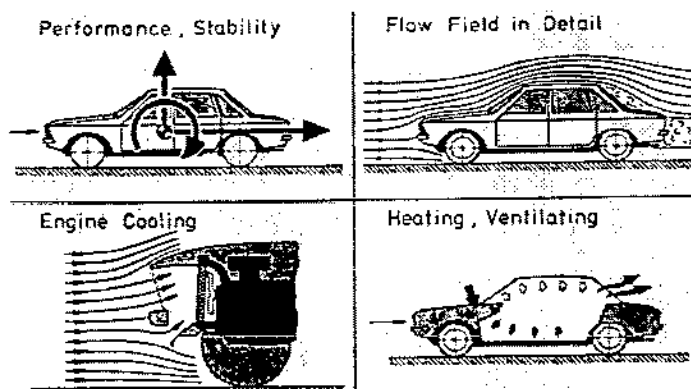 Performance, Stability
Flow Field in Detail
Engine Cooling
Heating, Ventilating